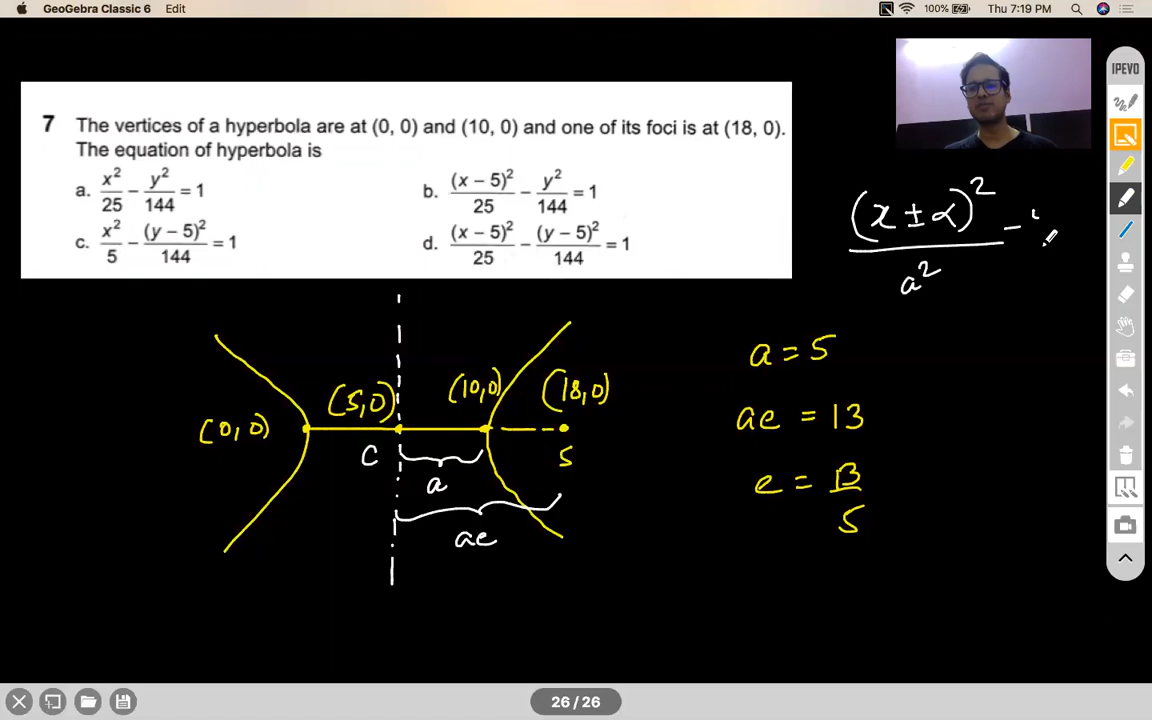 GeoGebra Classic 6 Edit 100% Thu 7:19 PM
IPEVO
7 The vertices of a hyperbola are at (0, 0) and (10, 0) and one of its foci is at (18, 0).
The equation of hyperbola is
a. x²/25 − y²/144 = 1
b. (x − 5)²/25 − y²/144 = 1
c. x²/5 − (y − 5)²/144 = 1
d. (x − 5)²/25 − (y − 5)²/144 = 1
(x ± α)²/a² −
a = 5
(0, 0) (5, 0) (10, 0) (18, 0)
ae = 13
C a S
e = 13/5
ae
26 / 26